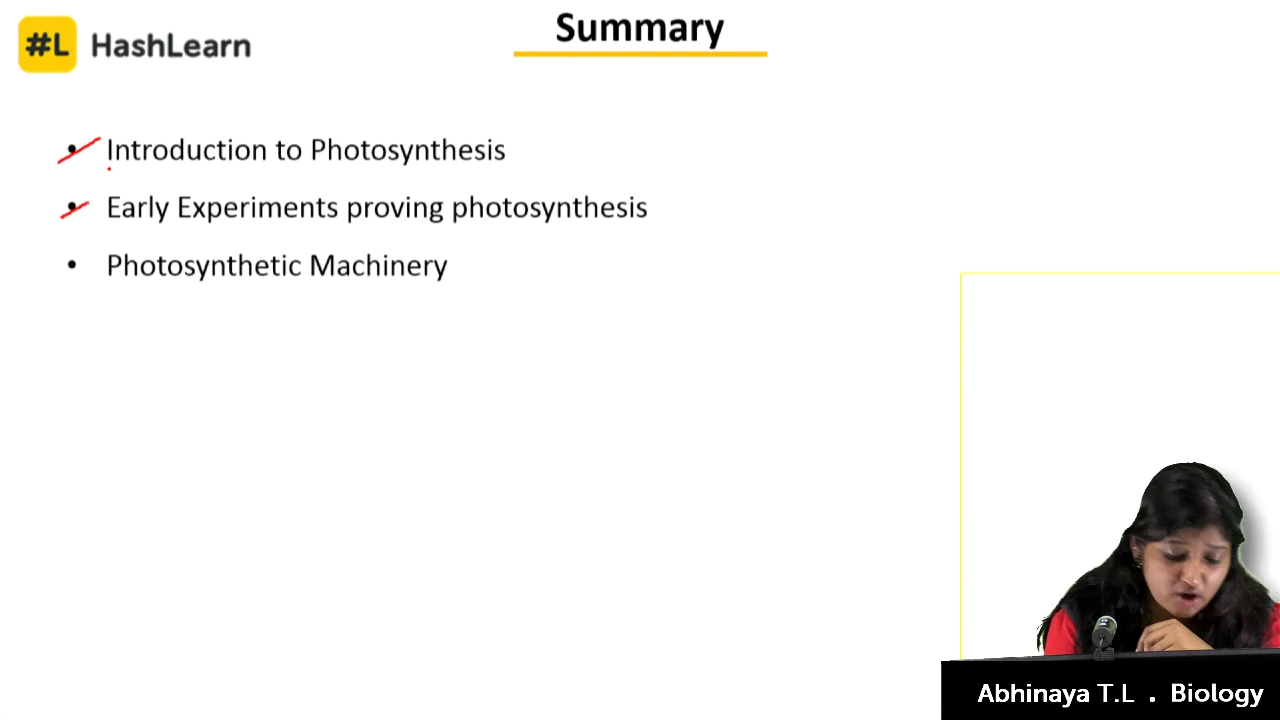 #L HashLearn
Summary
• Introduction to Photosynthesis
• Early Experiments proving photosynthesis
• Photosynthetic Machinery
Abhinaya T.L . Biology